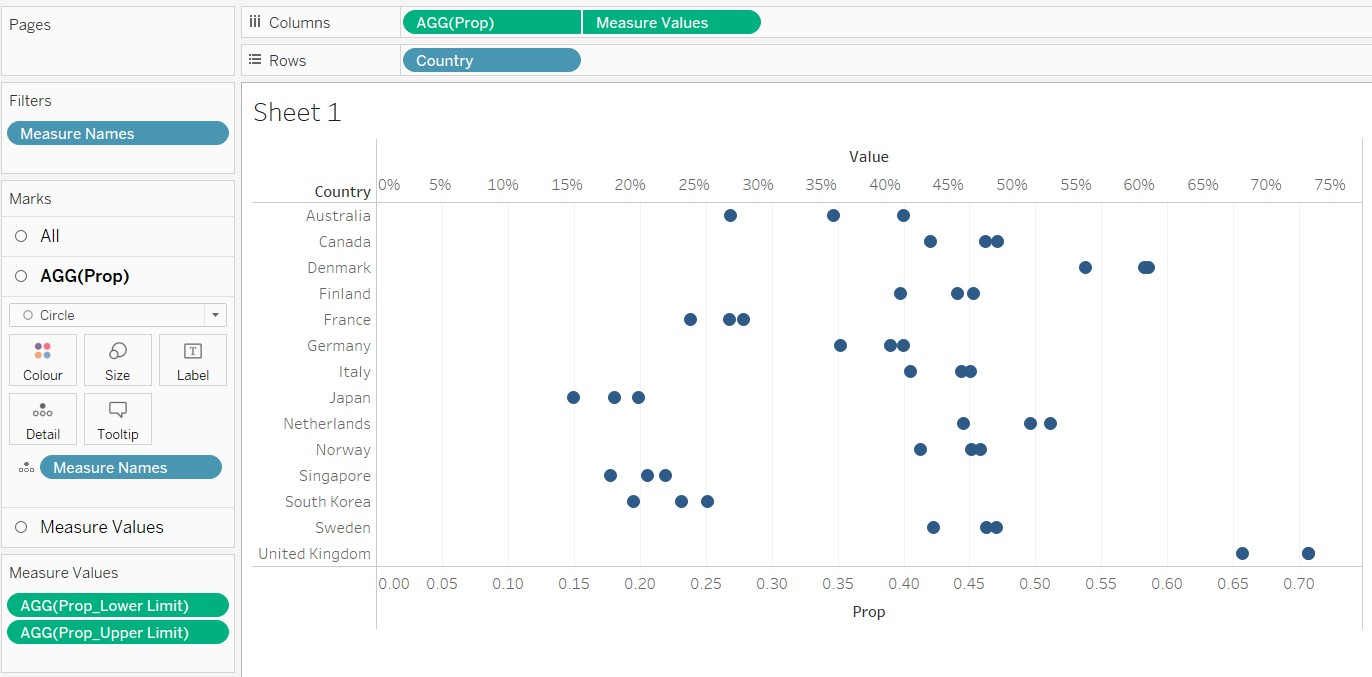 Pages
Columns
AGG(Prop)
Measure Values
Rows
Country
Filters
Measure Names
Marks
All
AGG(Prop)
Circle
Colour
Size
T
Label
Detail
Tooltip
Measure Names
Measure Values
Measure Values
AGG(Prop_Lower Limit)
AGG(Prop_Upper Limit)
Sheet 1
Value
Country
0% 5% 10% 15% 20% 25% 30% 35% 40% 45% 50% 55% 60% 65% 70% 75%
Australia
Canada
Denmark
Finland
France
Germany
Italy
Japan
Netherlands
Norway
Singapore
South Korea
Sweden
United Kingdom
0.00 0.05 0.10 0.15 0.20 0.25 0.30 0.35 0.40 0.45 0.50 0.55 0.60 0.65 0.70
Prop